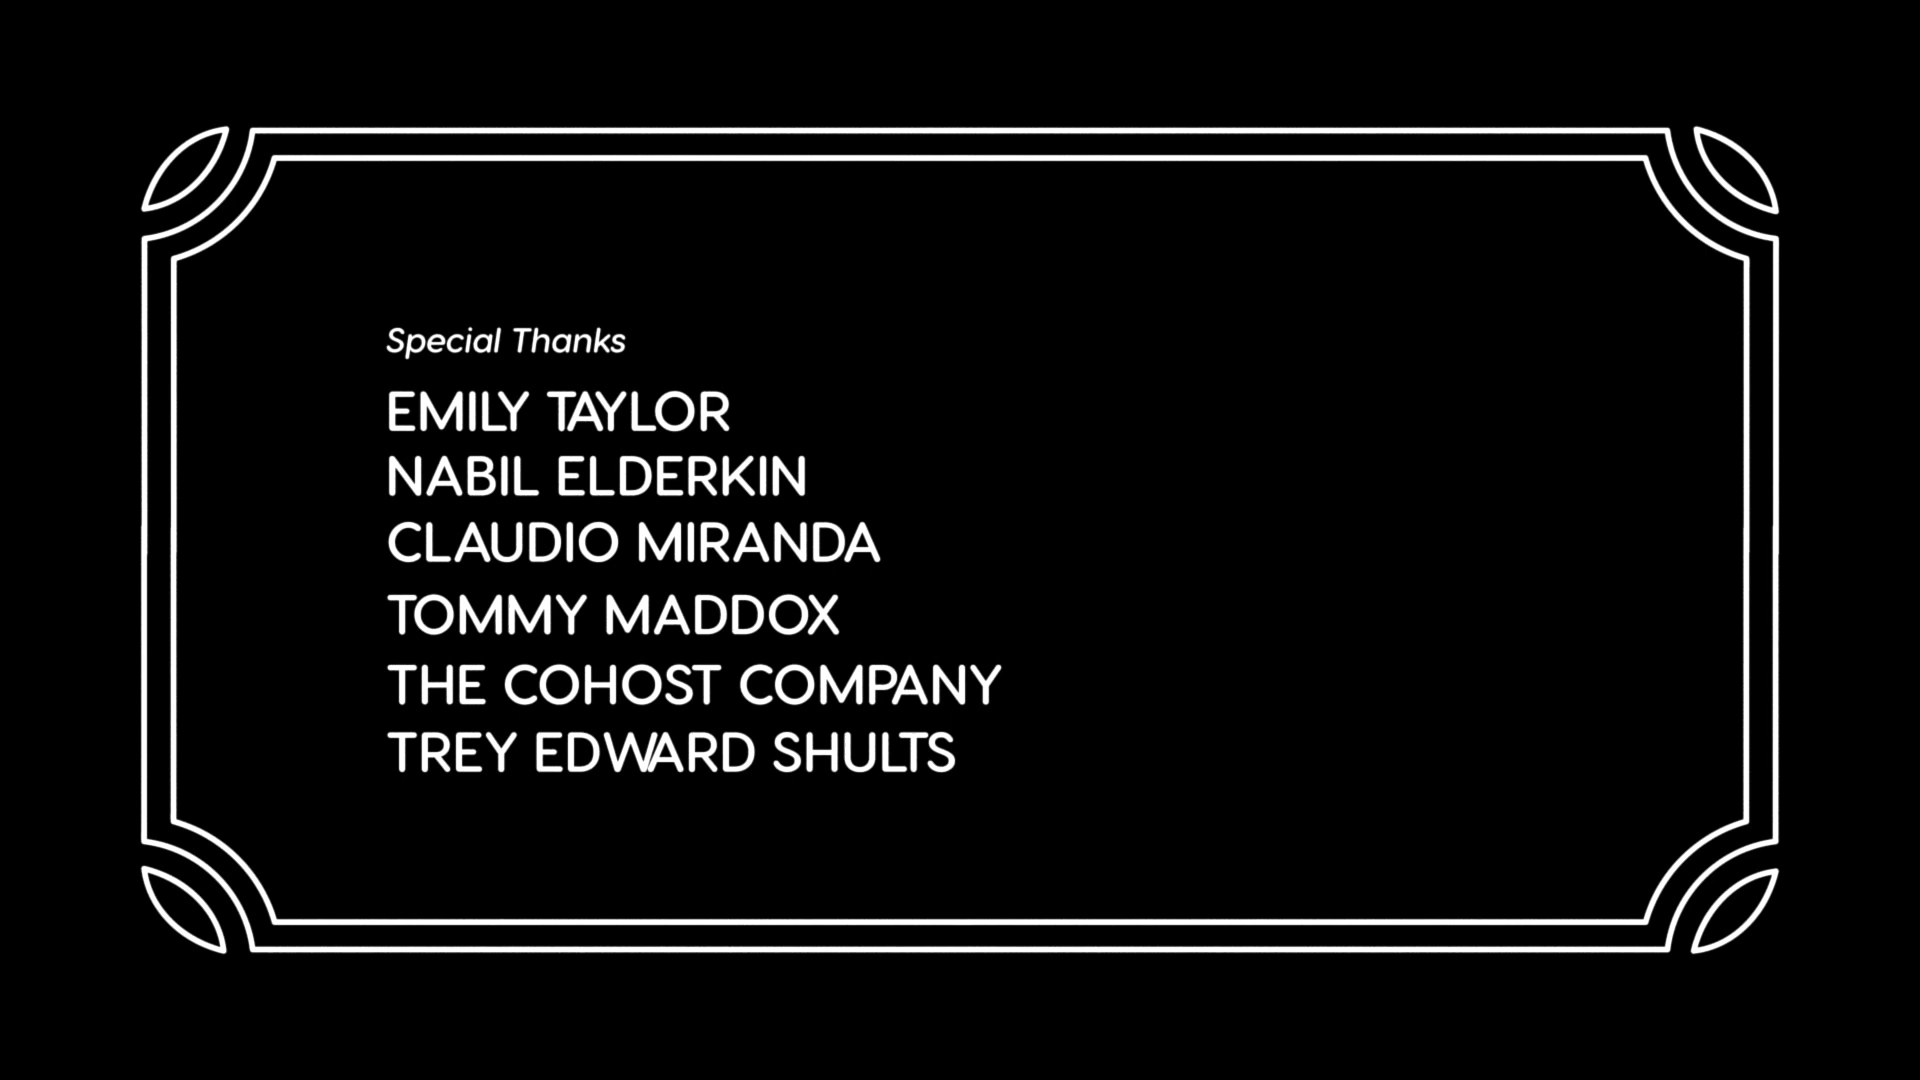 Special Thanks
EMILY TAYLOR
NABIL ELDERKIN
CLAUDIO MIRANDA
TOMMY MADDOX
THE COHOST COMPANY
TREY EDWARD SHULTS